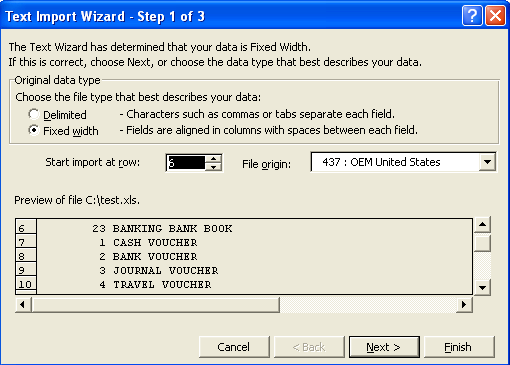 Text Import Wizard - Step 1 of 3
The Text Wizard has determined that your data is Fixed Width.
If this is correct, choose Next, or choose the data type that best describes your data.
Original data type
Choose the file type that best describes your data:
Delimited - Characters such as commas or tabs separate each field.
Fixed width - Fields are aligned in columns with spaces between each field.
Start import at row: 6 File origin: 437 : OEM United States
Preview of file C:\test.xls.
6 23 BANKING BANK BOOK
7 1 CASH VOUCHER
8 2 BANK VOUCHER
9 3 JOURNAL VOUCHER
10 4 TRAVEL VOUCHER
Cancel < Back Next > Finish